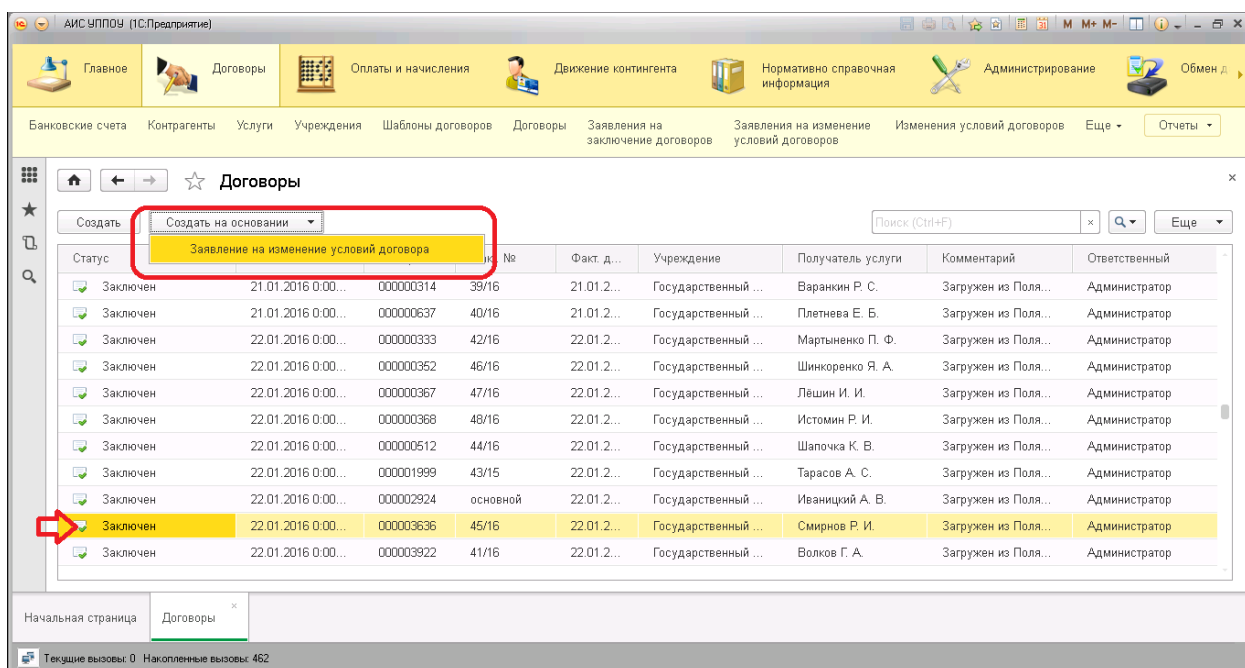 АИС УППОУ (1С:Предприятие)
M M+ M-
Главное
Договоры
Оплаты и начисления
Движение контингента
Нормативно справочная
информация
Администрирование
Обмен д
Банковские счета Контрагенты Услуги Учреждения Шаблоны договоров Договоры Заявления на
заключение договоров
Заявления на изменение
условий договоров
Изменения условий договоров Еще Отчеты
Договоры
Создать Создать на основании Поиск (Ctrl+F) Еще
Заявление на изменение условий договора
Статус № Факт. д... Учреждение Получатель услуги Комментарий Ответственный
Заключен 21.01.2016 0:00... 000000314 39/16 21.01.2... Государственный ... Варанкин Р. С. Загружен из Поля... Администратор
Заключен 21.01.2016 0:00... 000000637 40/16 21.01.2... Государственный ... Плетнева Е. Б. Загружен из Поля... Администратор
Заключен 22.01.2016 0:00... 000000333 42/16 22.01.2... Государственный ... Мартыненко П. Ф. Загружен из Поля... Администратор
Заключен 22.01.2016 0:00... 000000352 46/16 22.01.2... Государственный ... Шинкоренко Я. А. Загружен из Поля... Администратор
Заключен 22.01.2016 0:00... 000000367 47/16 22.01.2... Государственный ... Лёшин И. И. Загружен из Поля... Администратор
Заключен 22.01.2016 0:00... 000000368 48/16 22.01.2... Государственный ... Истомин Р. И. Загружен из Поля... Администратор
Заключен 22.01.2016 0:00... 000000512 44/16 22.01.2... Государственный ... Шапочка К. В. Загружен из Поля... Администратор
Заключен 22.01.2016 0:00... 000001999 43/15 22.01.2... Государственный ... Тарасов А. С. Загружен из Поля... Администратор
Заключен 22.01.2016 0:00... 000002924 основной 22.01.2... Государственный ... Иваницкий А. В. Загружен из Поля... Администратор
Заключен 22.01.2016 0:00... 000003636 45/16 22.01.2... Государственный ... Смирнов Р. И. Загружен из Поля... Администратор
Заключен 22.01.2016 0:00... 000003922 41/16 22.01.2... Государственный ... Волков Г. А. Загружен из Поля... Администратор
Начальная страница Договоры
Текущие вызовы: 0 Накопленные вызовы: 462